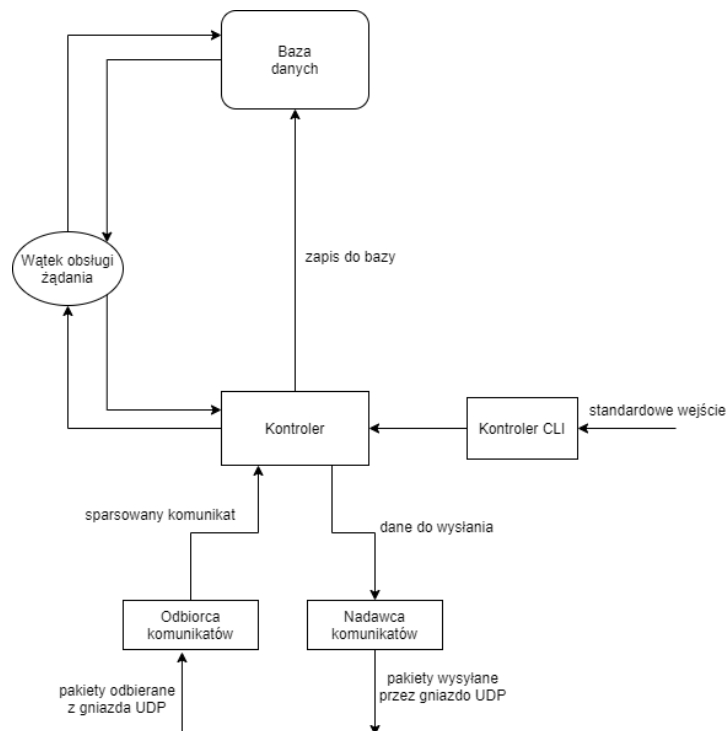 Baza
danych
Wątek obsługi
żądania
zapis do bazy
standardowe wejście
Kontroler
Kontroler CLI
sparsowany komunikat
dane do wysłania
Odbiorca
komunikatów
Nadawca
komunikatów
pakiety odbierane
z gniazda UDP
pakiety wysyłane
przez gniazdo UDP